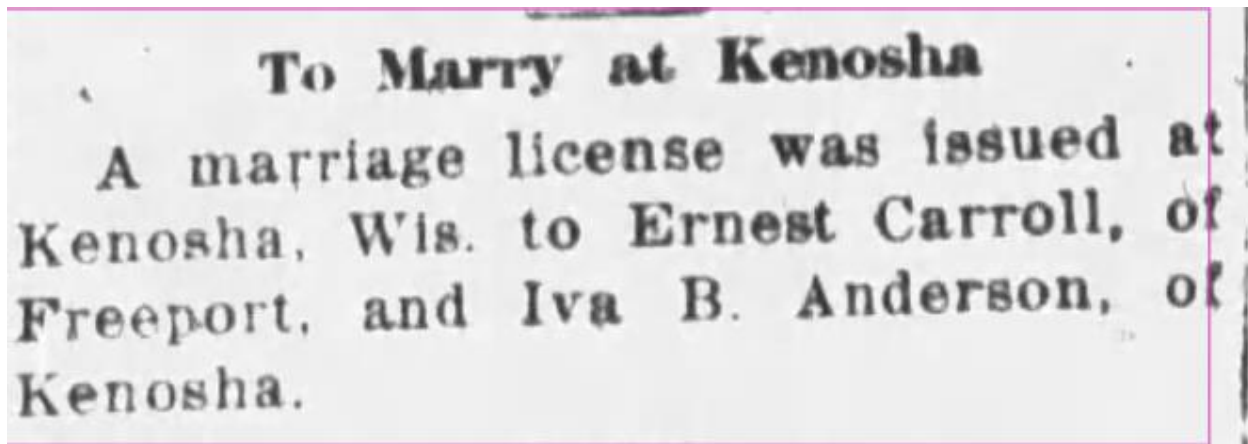 To Marry at Kenosha
A marriage license was issued at
Kenosha, Wis. to Ernest Carroll, of
Freeport, and Iva B. Anderson, of
Kenosha.